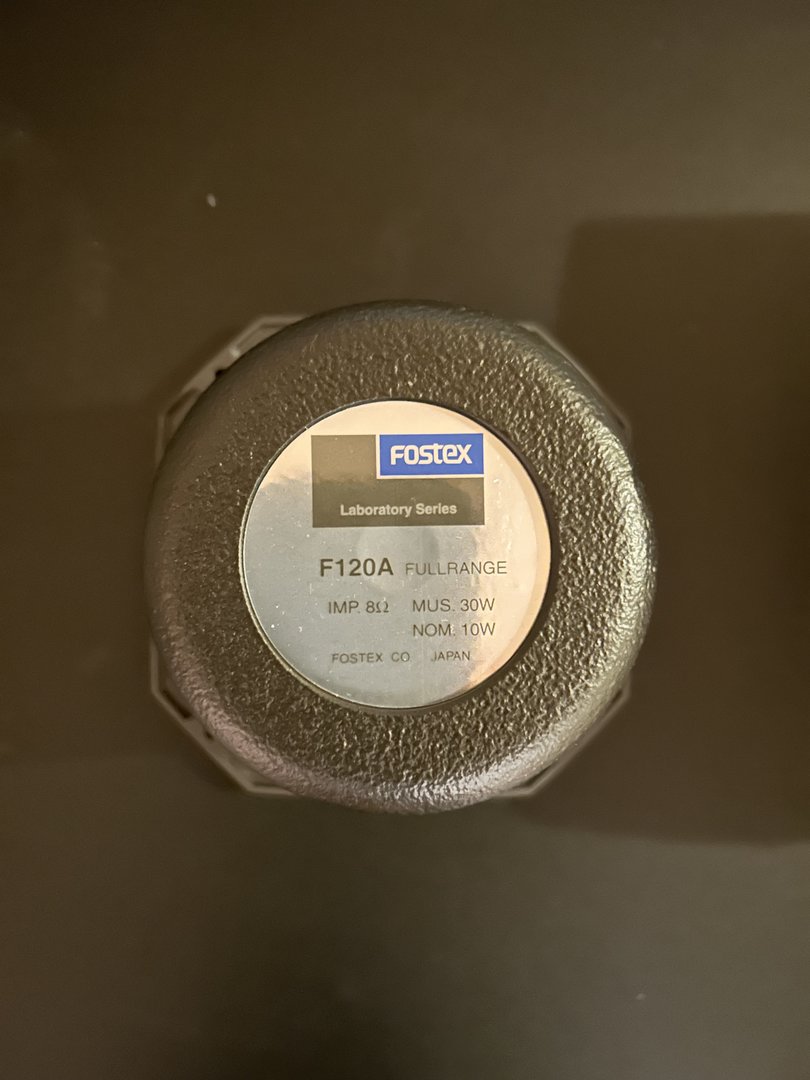 Fostex
Laboratory Series
F120A FULLRANGE
IMP. 8Ω MUS. 30W
NOM. 10W
FOSTEX CO JAPAN